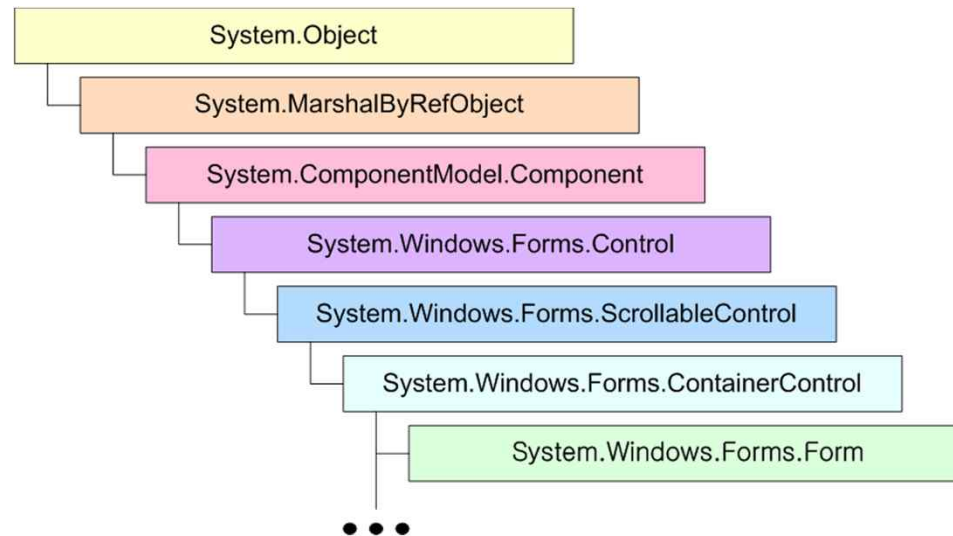 System.Object
System.MarshalByRefObject
System.ComponentModel.Component
System.Windows.Forms.Control
System.Windows.Forms.ScrollableControl
System.Windows.Forms.ContainerControl
System.Windows.Forms.Form